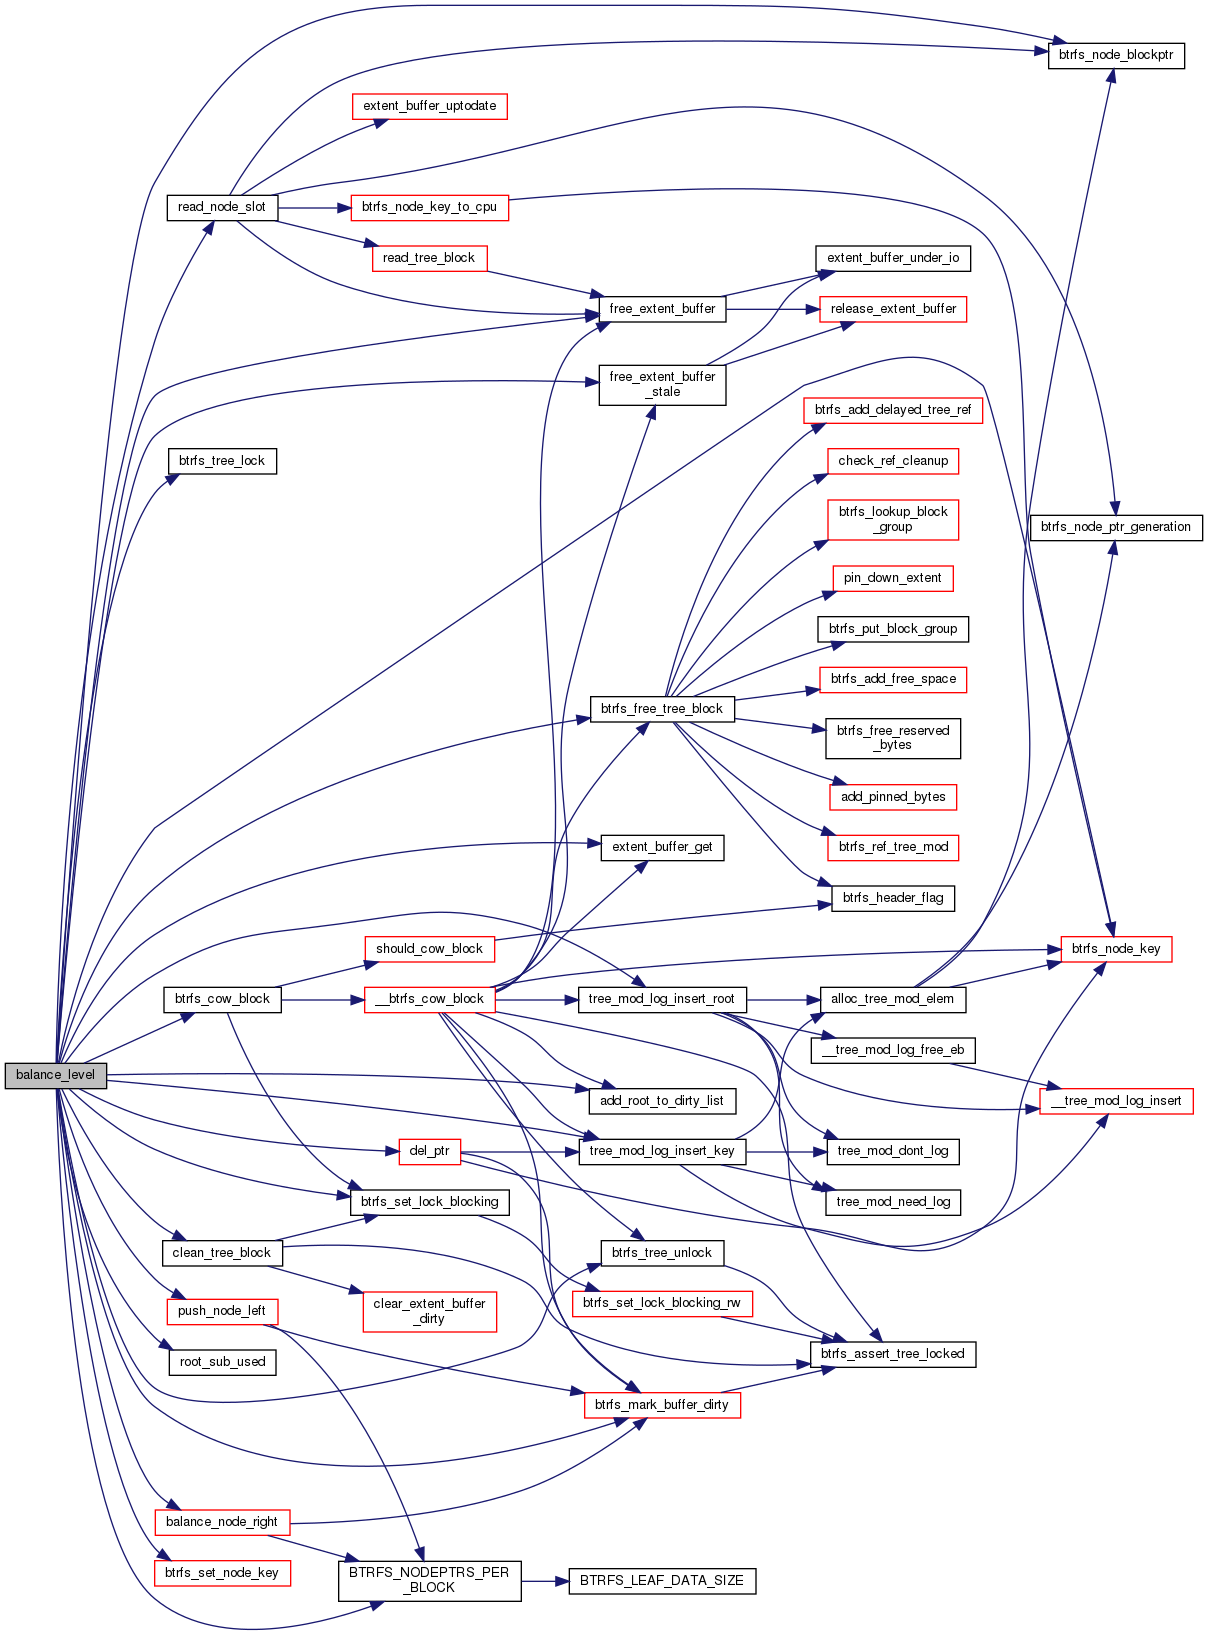 btrfs_node_blockptr
extent_buffer_uptodate
read_node_slot
btrfs_node_key_to_cpu
read_tree_block
extent_buffer_under_io
free_extent_buffer
release_extent_buffer
free_extent_buffer
_stale
btrfs_add_delayed_tree_ref
btrfs_tree_lock
check_ref_cleanup
btrfs_lookup_block
_group
btrfs_node_ptr_generation
pin_down_extent
btrfs_put_block_group
btrfs_add_free_space
btrfs_free_tree_block
btrfs_free_reserved
_bytes
add_pinned_bytes
extent_buffer_get
btrfs_ref_tree_mod
btrfs_header_flag
should_cow_block
btrfs_node_key
btrfs_cow_block
__btrfs_cow_block
tree_mod_log_insert_root
alloc_tree_mod_elem
__tree_mod_log_free_eb
balance_level
add_root_to_dirty_list
__tree_mod_log_insert
del_ptr
tree_mod_log_insert_key
tree_mod_dont_log
btrfs_set_lock_blocking
tree_mod_need_log
clean_tree_block
btrfs_tree_unlock
push_node_left
clear_extent_buffer
_dirty
btrfs_set_lock_blocking_rw
root_sub_used
btrfs_assert_tree_locked
btrfs_mark_buffer_dirty
balance_node_right
btrfs_set_node_key
BTRFS_NODEPTRS_PER
_BLOCK
BTRFS_LEAF_DATA_SIZE